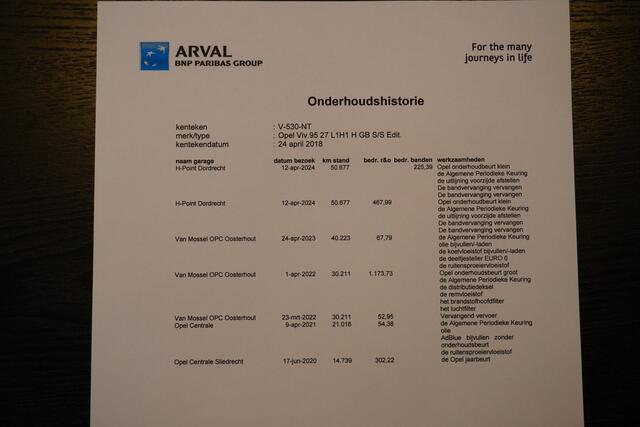 ARVAL
BNP PARIBAS GROUP
For the many
journeys in life
Onderhoudshistorie
kenteken : V-530-NT
merk/type : Opel Viv.95 27 L1H1 H GB S/S Edit.
kentekendatum : 24 april 2018
naam garage datum bezoek km stand bedr. r&o bedr. banden werkzaamheden
H-Point Dordrecht 12-apr-2024 50.677 225,39 Opel onderhoudbeurt klein
de Algemene Periodieke Keuring
de uitlijning voorzijde afstellen
De bandvervanging vervangen
De bandvervanging vervangen
H-Point Dordrecht 12-apr-2024 50.677 467,99 Opel onderhoudbeurt klein
de Algemene Periodieke Keuring
de uitlijning voorzijde afstellen
De bandvervanging vervangen
De bandvervanging vervangen
Van Mossel OPC Oosterhout 24-apr-2023 40.223 67,79 de Algemene Periodieke Keuring
olie bijvullen/-laden
de koelvloeistof bijvullen/-laden
de deeltjesfilter EURO 6
de ruitensproeiervloeistof
Van Mossel OPC Oosterhout 1-apr-2022 30.211 1.173,73 Opel onderhoudsbeurt groot
de Algemene Periodieke Keuring
de distributiedeksel
de remvloeistof
het brandstofhoofdfilter
het luchtfilter
Van Mossel OPC Oosterhout 23-mrt-2022 30.211 52,95 Vervangend vervoer
Opel Centrale 9-apr-2021 21.016 54,38 de Algemene Periodieke Keuring
olie
AdBlue bijvullen zonder
onderhoudsbeurt
de ruitensproeiervloeistof
Opel Centrale Sliedrecht 17-jun-2020 14.739 302,22 de Opel jaarbeurt